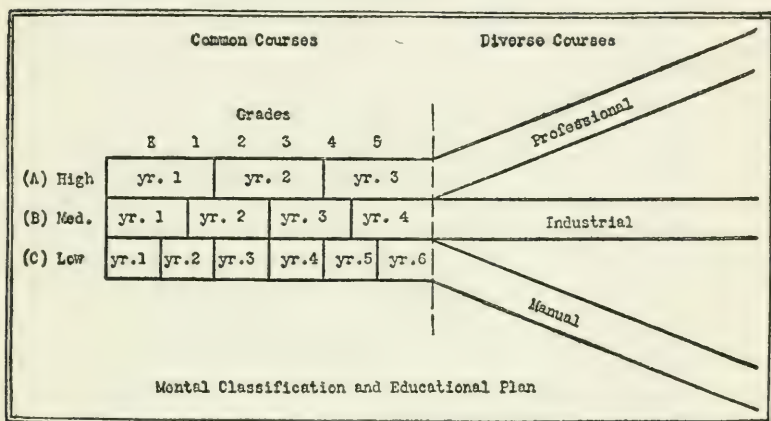 Common Courses Diverse Courses
Grades
K 1 2 3 4 5
(A) High yr. 1 yr. 2 yr. 3
(B) Med. yr. 1 yr. 2 yr. 3 yr. 4
(C) Low yr.1 yr.2 yr.3 yr.4 yr.5 yr.6
Professional
Industrial
Manual
Mental Classification and Educational Plan